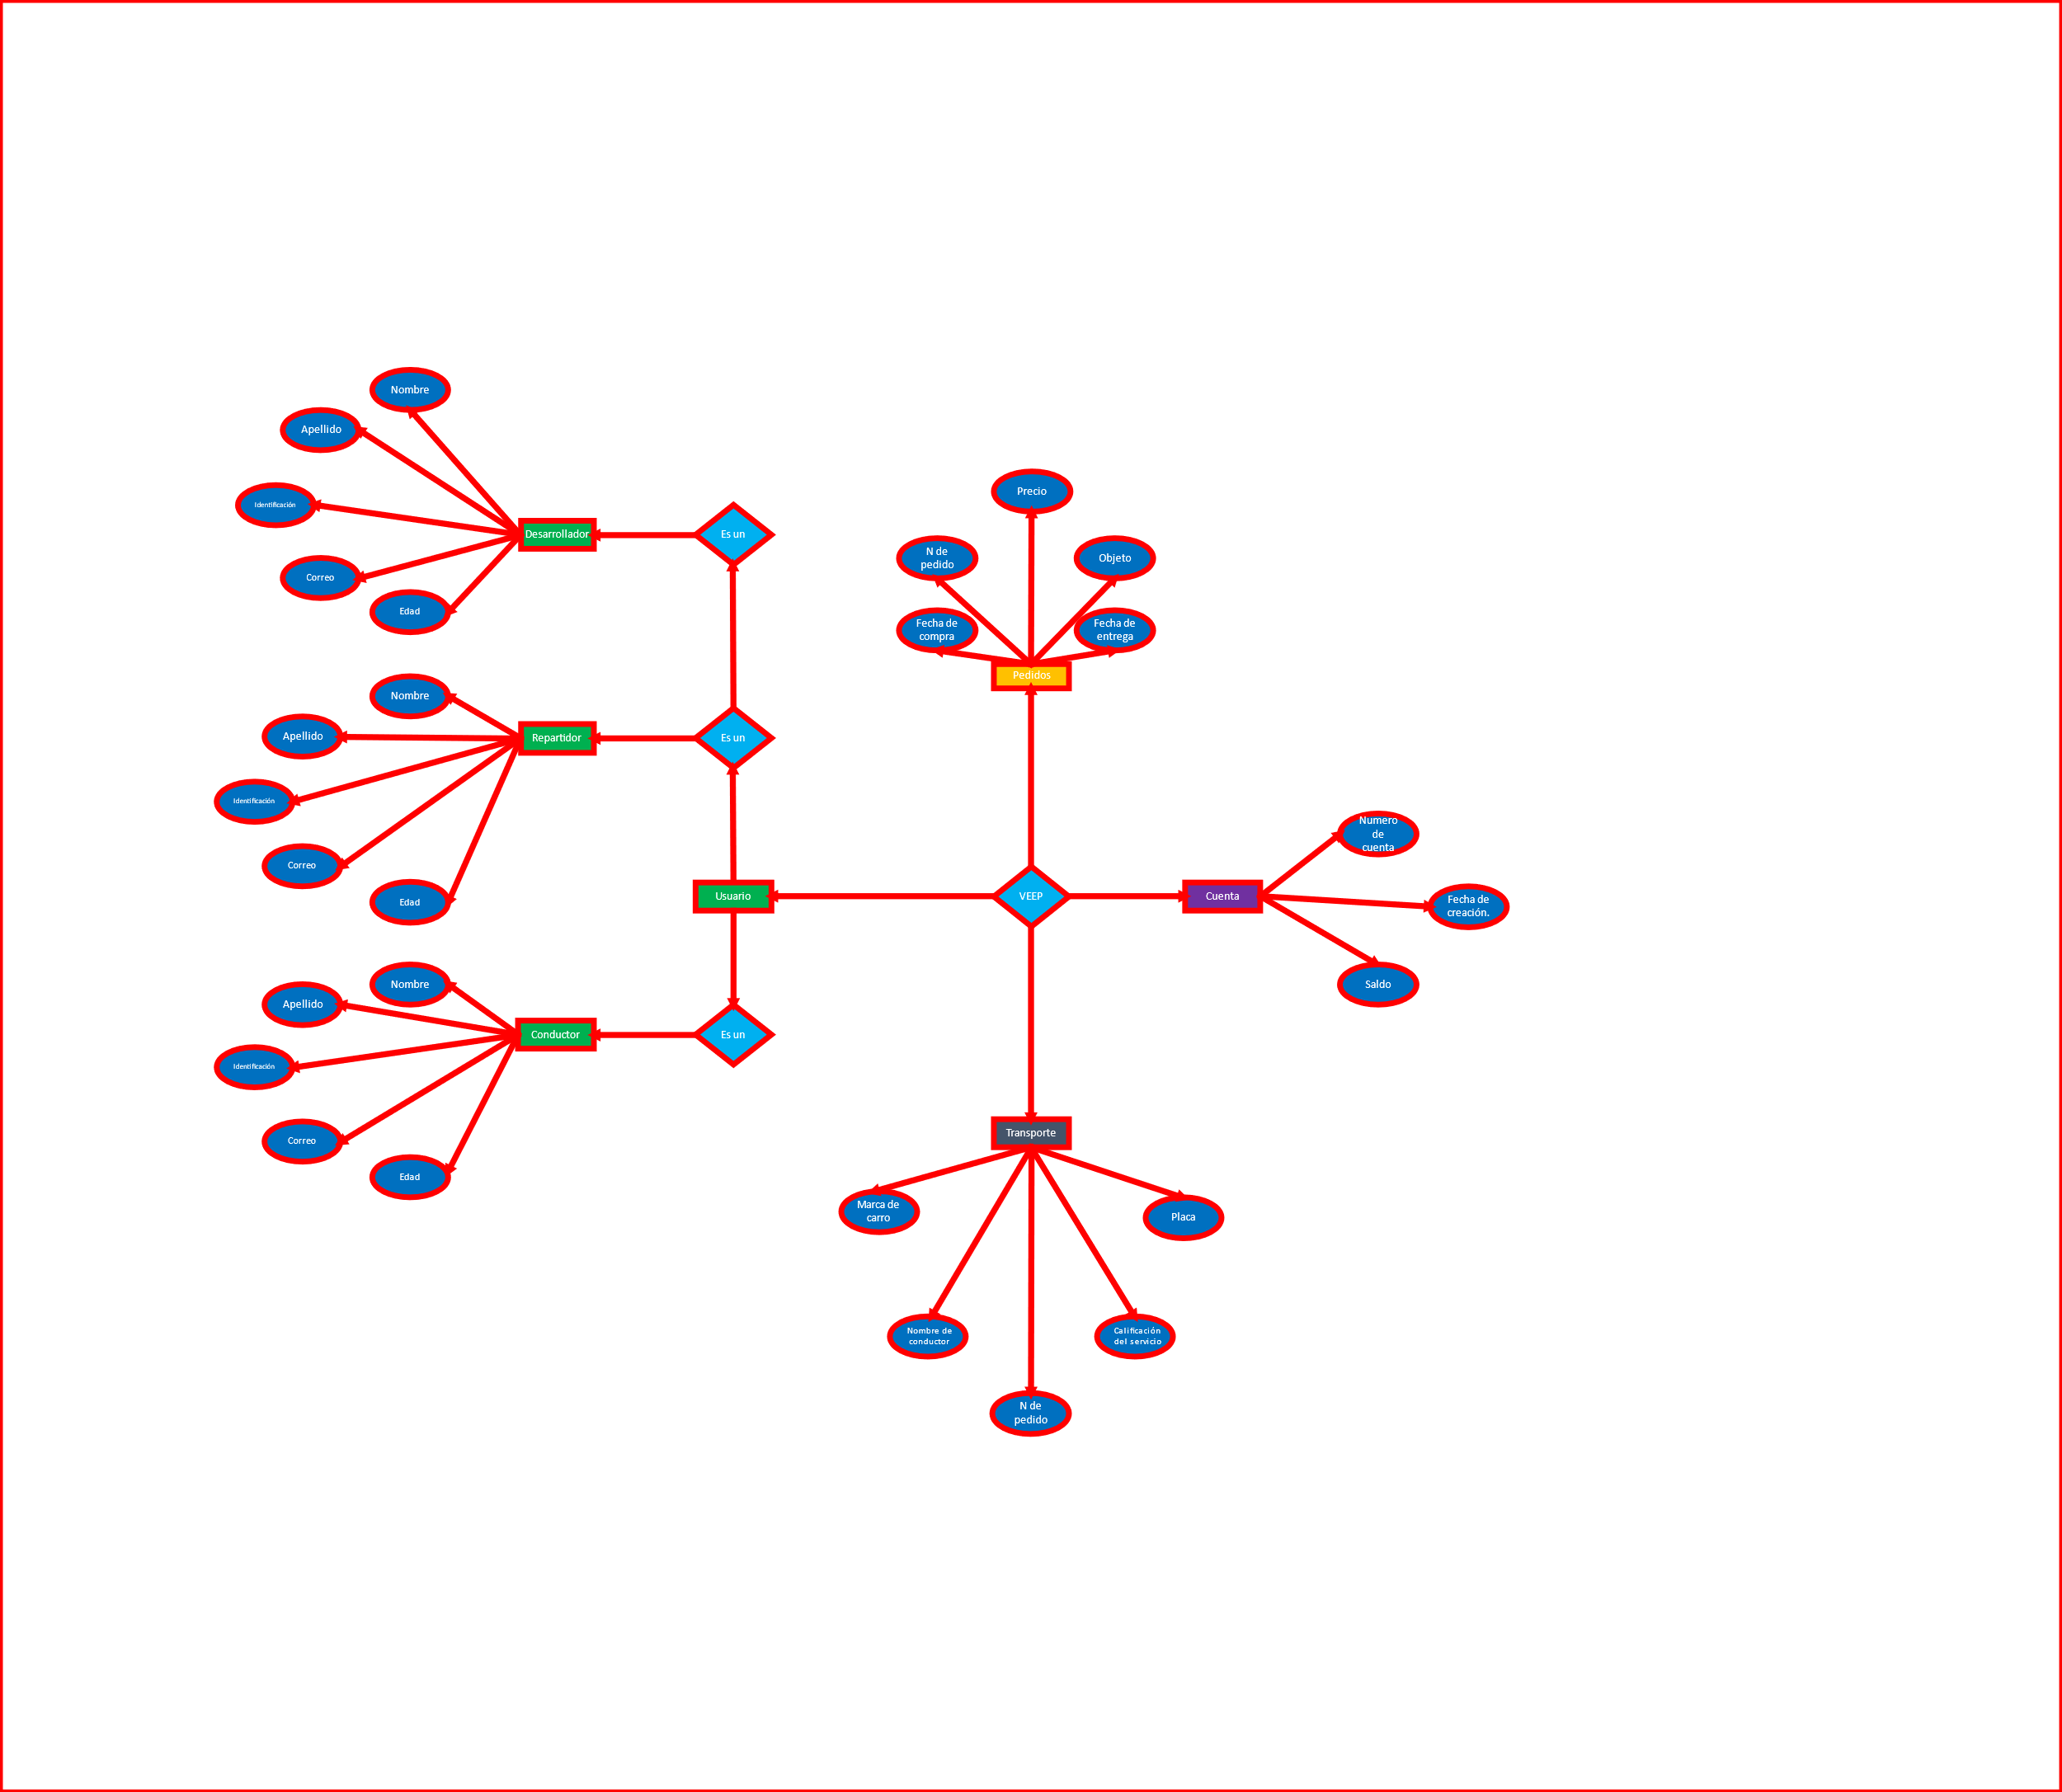 Nombre
Apellido
Identificación
Correo
Edad
Desarrollador
Es un
Nombre
Apellido
Identificación
Correo
Edad
Repartidor
Es un
Usuario
Nombre
Apellido
Identificación
Correo
Edad
Conductor
Es un
Precio
N de
pedido
Objeto
Fecha de
compra
Fecha de
entrega
Pedidos
VEEP
Cuenta
Numero
de
cuenta
Fecha de
creación.
Saldo
Transporte
Marca de
carro
Placa
Nombre de
conductor
Calificación
del servicio
N de
pedido